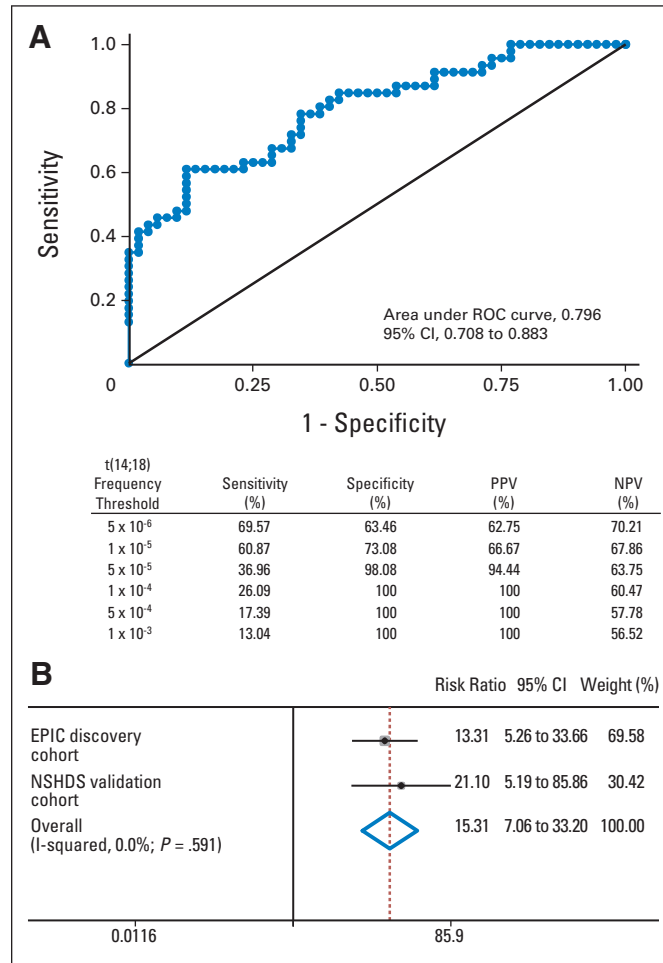 A
1.0
0.8
0.6
0.4
0.2
Sensitivity
Area under ROC curve, 0.796
95% CI, 0.708 to 0.883
0 0.25 0.50 0.75 1.00
1 - Specificity
t(14;18)
Frequency Sensitivity Specificity PPV NPV
Threshold (%) (%) (%) (%)
5 x 10⁻⁶ 69.57 63.46 62.75 70.21
1 x 10⁻⁵ 60.87 73.08 66.67 67.86
5 x 10⁻⁵ 36.96 98.08 94.44 63.75
1 x 10⁻⁴ 26.09 100 100 60.47
5 x 10⁻⁴ 17.39 100 100 57.78
1 x 10⁻³ 13.04 100 100 56.52
B
Risk Ratio 95% CI Weight (%)
EPIC discovery 13.31 5.26 to 33.66 69.58
cohort
NSHDS validation 21.10 5.19 to 85.86 30.42
cohort
Overall 15.31 7.06 to 33.20 100.00
(I-squared, 0.0%; P = .591)
0.0116 85.9